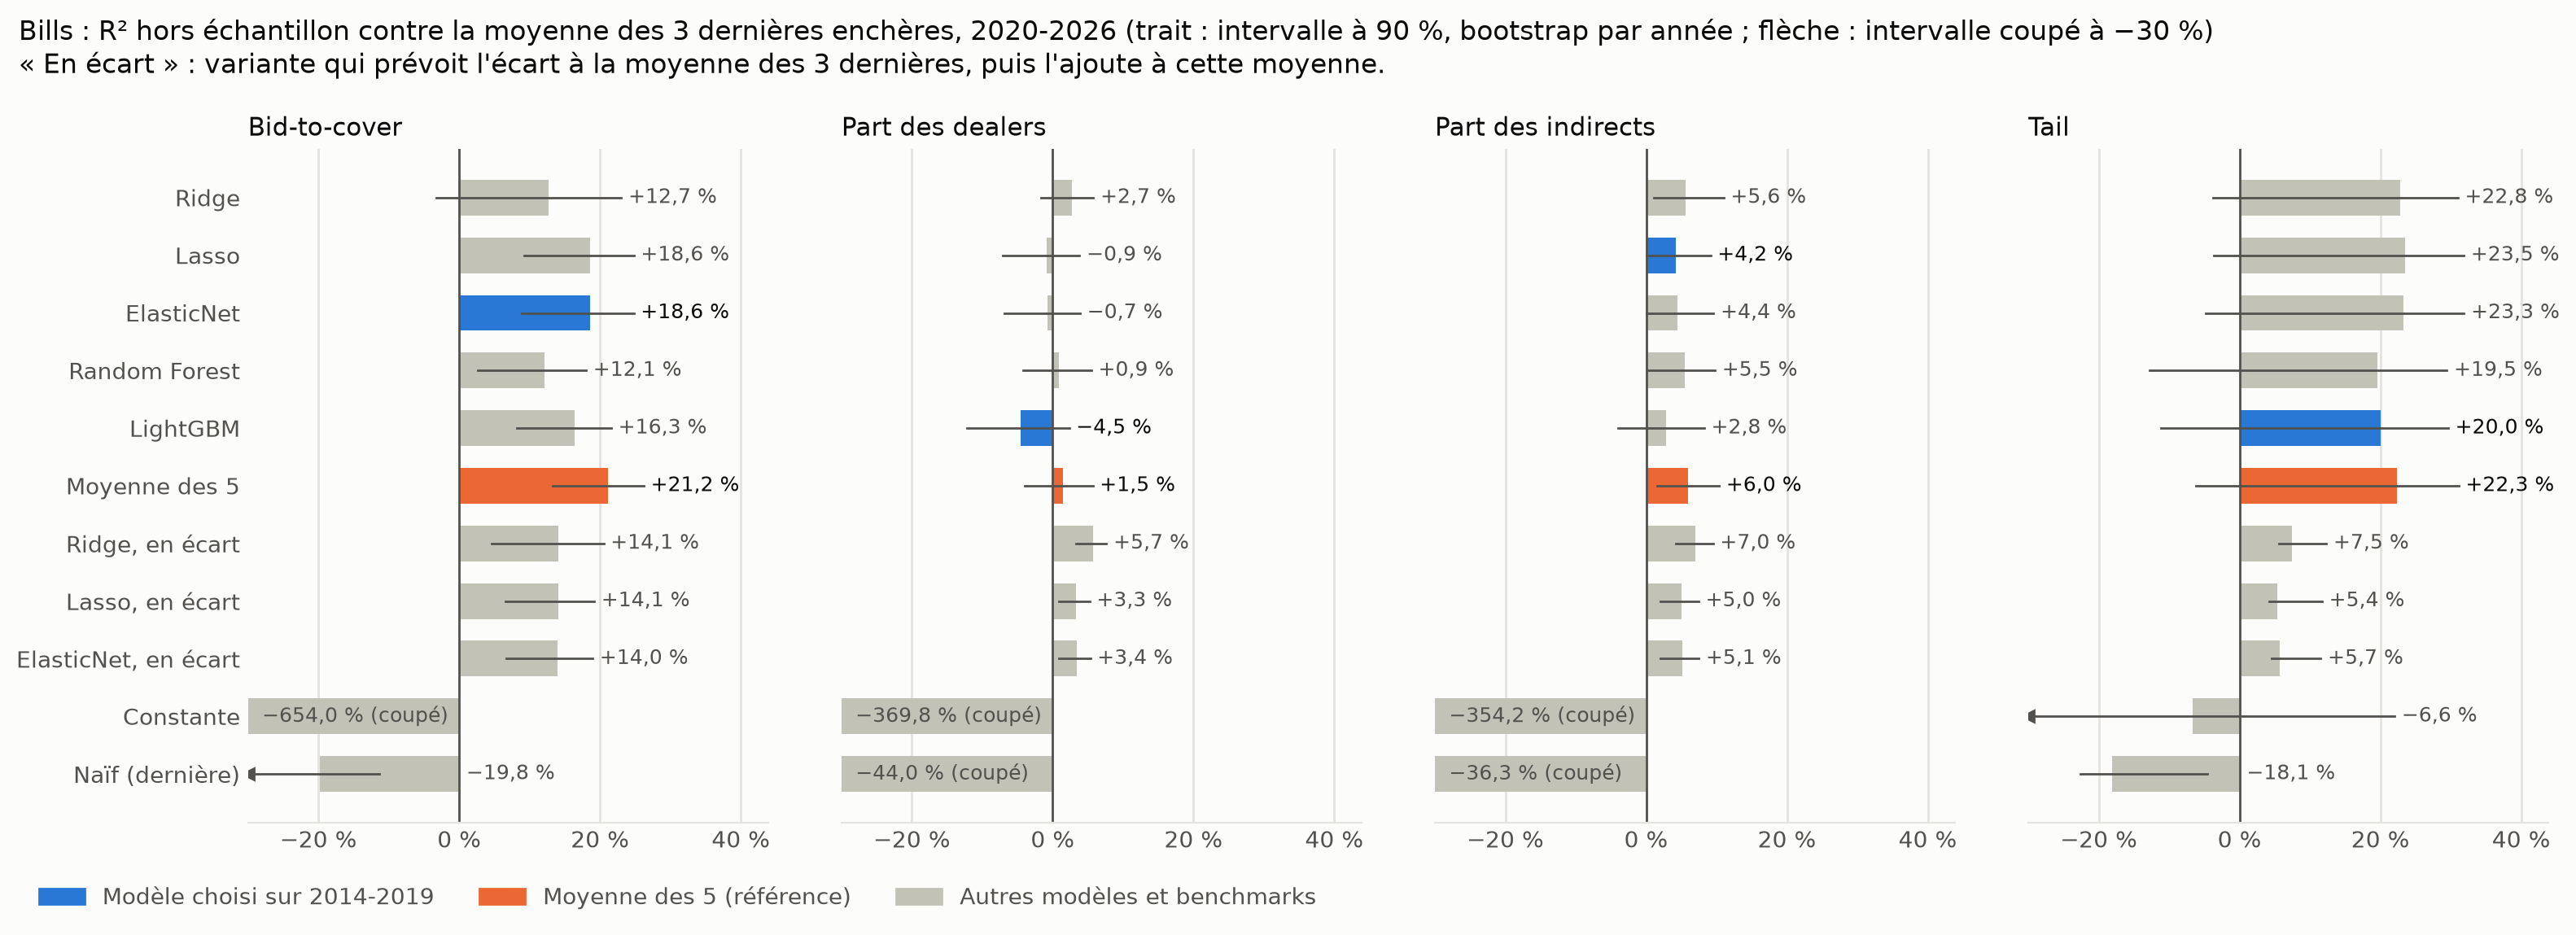 Bills : R² hors échantillon contre la moyenne des 3 dernières enchères, 2020-2026 (trait : intervalle à 90 %, bootstrap par année ; flèche : intervalle coupé à −30 %)
« En écart » : variante qui prévoit l'écart à la moyenne des 3 dernières, puis l'ajoute à cette moyenne.
Bid-to-cover Part des dealers Part des indirects Tail
Ridge +12,7 % +2,7 % +5,6 % +22,8 %
Lasso +18,6 % −0,9 % +4,2 % +23,5 %
ElasticNet +18,6 % −0,7 % +4,4 % +23,3 %
Random Forest +12,1 % +0,9 % +5,5 % +19,5 %
LightGBM +16,3 % −4,5 % +2,8 % +20,0 %
Moyenne des 5 +21,2 % +1,5 % +6,0 % +22,3 %
Ridge, en écart +14,1 % +5,7 % +7,0 % +7,5 %
Lasso, en écart +14,1 % +3,3 % +5,0 % +5,4 %
ElasticNet, en écart +14,0 % +3,4 % +5,1 % +5,7 %
Constante −654,0 % (coupé) −369,8 % (coupé) −354,2 % (coupé) −6,6 %
Naïf (dernière) −19,8 % −44,0 % (coupé) −36,3 % (coupé) −18,1 %
−20 % 0 % 20 % 40 % −20 % 0 % 20 % 40 % −20 % 0 % 20 % 40 % −20 % 0 % 20 % 40 %
Modèle choisi sur 2014-2019 Moyenne des 5 (référence) Autres modèles et benchmarks